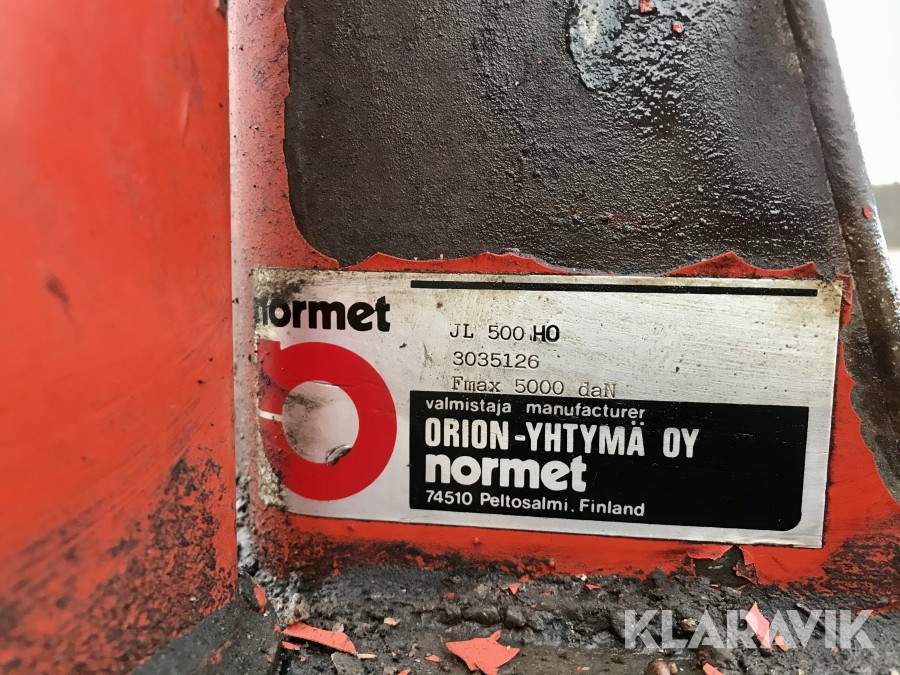 normet
JL 500 HO
3035126
Fmax 5000 daN
valmistaja manufacturer
ORION-YHTYMÄ OY
normet
74510 Peltosalmi. Finland
KLARAVIK